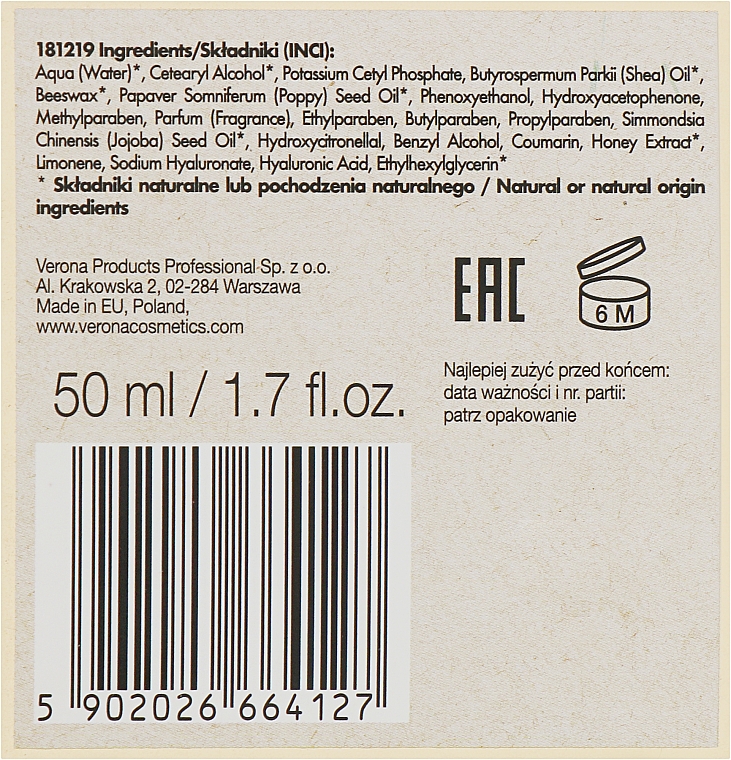 181219 Ingredients/Składniki (INCI):
Aqua (Water)*, Cetearyl Alcohol*, Potassium Cetyl Phosphate, Butyrospermum Parkii (Shea) Oil*,
Beeswax*, Papaver Somniferum (Poppy) Seed Oil*, Phenoxyethanol, Hydroxyacetophenone,
Methylparaben, Parfum (Fragrance), Ethylparaben, Butylparaben, Propylparaben, Simmondsia
Chinensis (Jojoba) Seed Oil*, Hydroxycitronellal, Benzyl Alcohol, Coumarin, Honey Extract*,
Limonene, Sodium Hyaluronate, Hyaluronic Acid, Ethylhexylglycerin*
* Składniki naturalne lub pochodzenia naturalnego / Natural or natural origin
ingredients
Verona Products Professional Sp. z o.o.
Al. Krakowska 2, 02-284 Warszawa
Made in EU, Poland,
www.veronacosmetics.com
EAC
6 M
Najlepiej zużyć przed końcem:
data ważności i nr. partii:
patrz opakowanie
50 ml / 1.7 fl.oz.
5 902026 664127